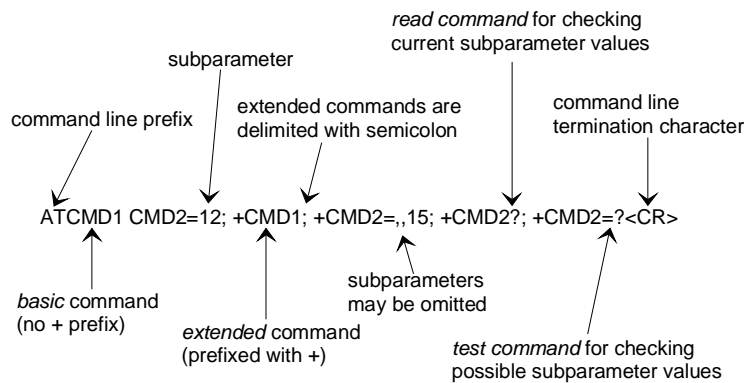 read command for checking
current subparameter values
subparameter
extended commands are
delimited with semicolon
command line
termination character
command line prefix
ATCMD1 CMD2=12; +CMD1; +CMD2=,,15; +CMD2?; +CMD2=?<CR>
basic command
(no + prefix)
extended command
(prefixed with +)
subparameters
may be omitted
test command for checking
possible subparameter values